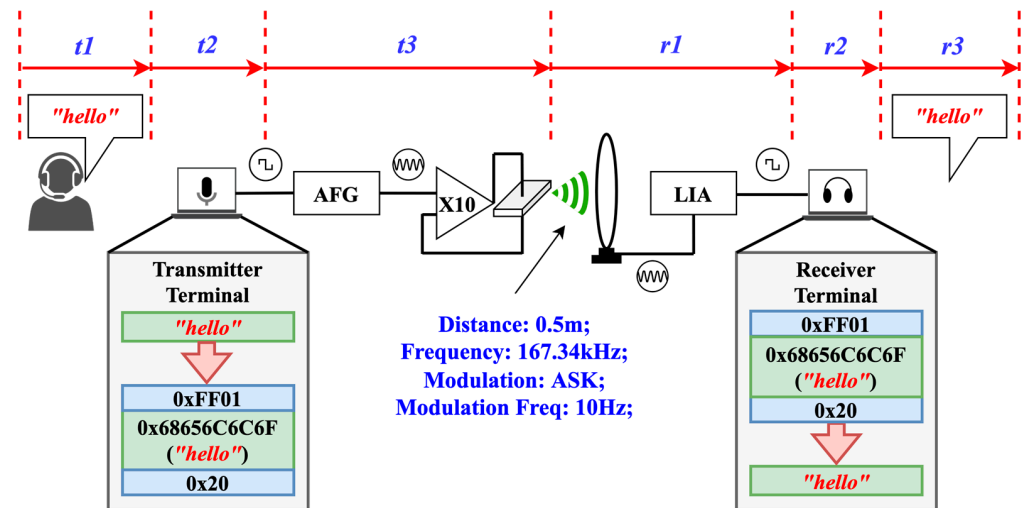 t1
t2
t3
r1
r2
r3
"hello"
"hello"
AFG
X10
LIA
Transmitter
Terminal
"hello"
0xFF01
0x68656C6C6F
("hello")
0x20
Distance: 0.5m;
Frequency: 167.34kHz;
Modulation: ASK;
Modulation Freq: 10Hz;
Receiver
Terminal
0xFF01
0x68656C6C6F
("hello")
0x20
"hello"